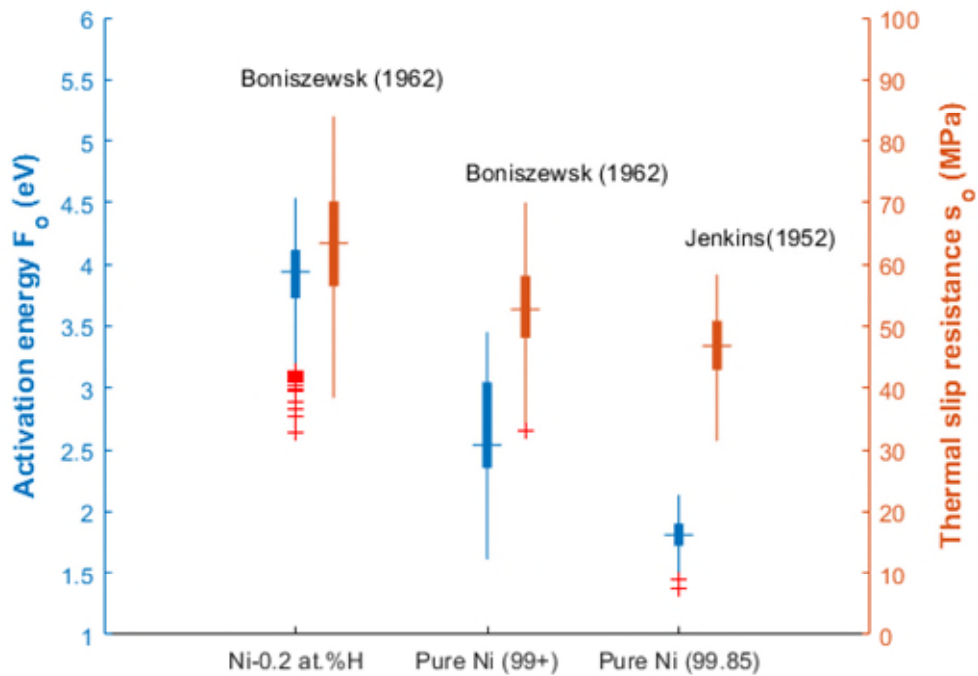 6
5.5
5
4.5
4
3.5
3
2.5
2
1.5
1
Activation energy F_o (eV)
100
90
80
70
60
50
40
30
20
10
0
Thermal slip resistance s_o (MPa)
Boniszewsk (1962)
Boniszewsk (1962)
Jenkins(1952)
Ni-0.2 at.%H
Pure Ni (99+)
Pure Ni (99.85)